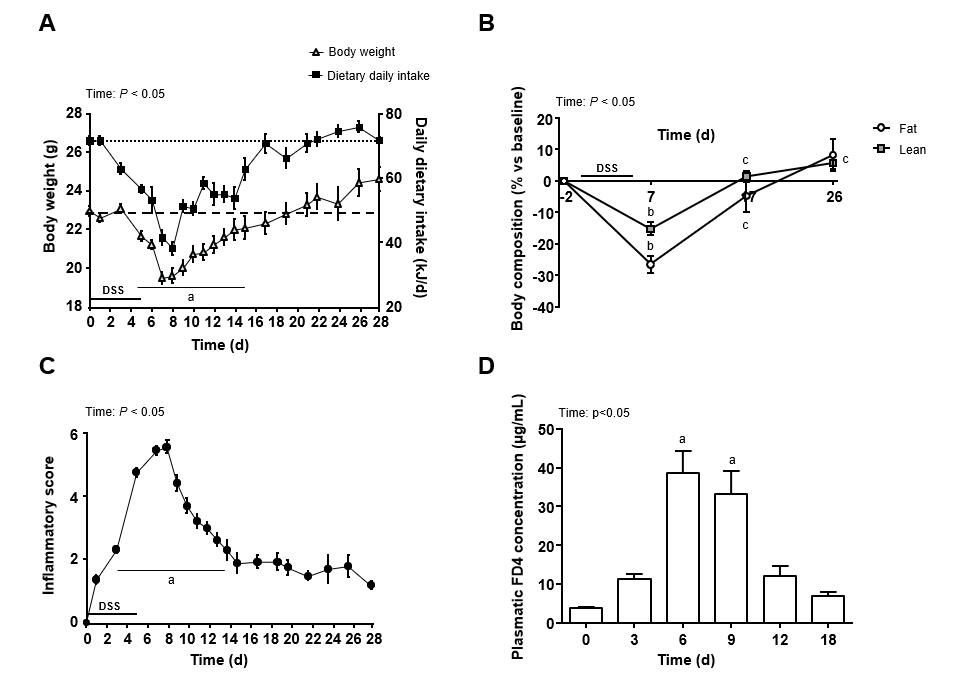 A
Body weight
Dietary daily intake
Time: P < 0.05
Body weight (g)
28
26
24
22
20
18
80
60
40
20
Daily dietary intake (kJ/d)
DSS
a
0 2 4 6 8 10 12 14 16 18 20 22 24 26 28
Time (d)
B
Time: P < 0.05
Body composition (% vs baseline)
20
10
0
-10
-20
-30
-40
Time (d)
DSS
Fat
Lean
-2 7 17 26
b
b
c
c
c
C
Time: P < 0.05
Inflammatory score
6
4
2
0
DSS
a
0 2 4 6 8 10 12 14 16 18 20 22 24 26 28
Time (d)
D
Time: p<0.05
Plasmatic FD4 concentration (µg/mL)
50
40
30
20
10
0
a
a
0 3 6 9 12 18
Time (d)